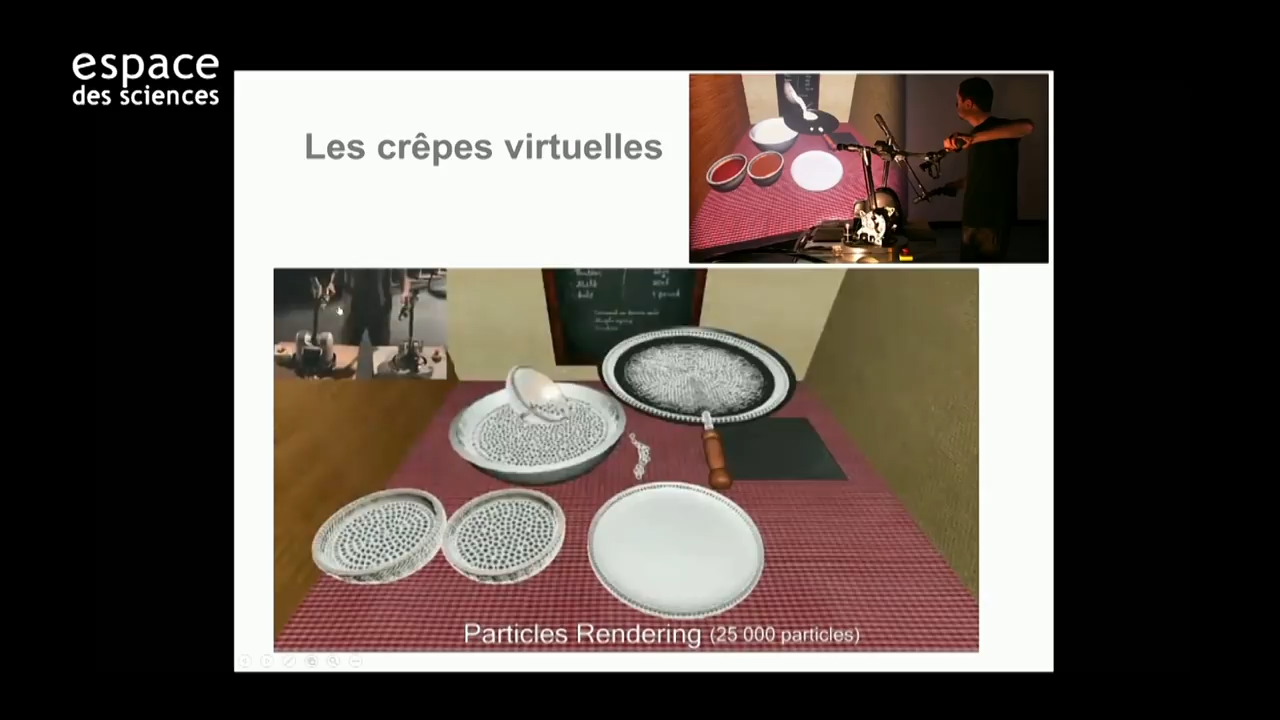 espace
des sciences
Les crêpes virtuelles
Particles Rendering (25 000 particles)